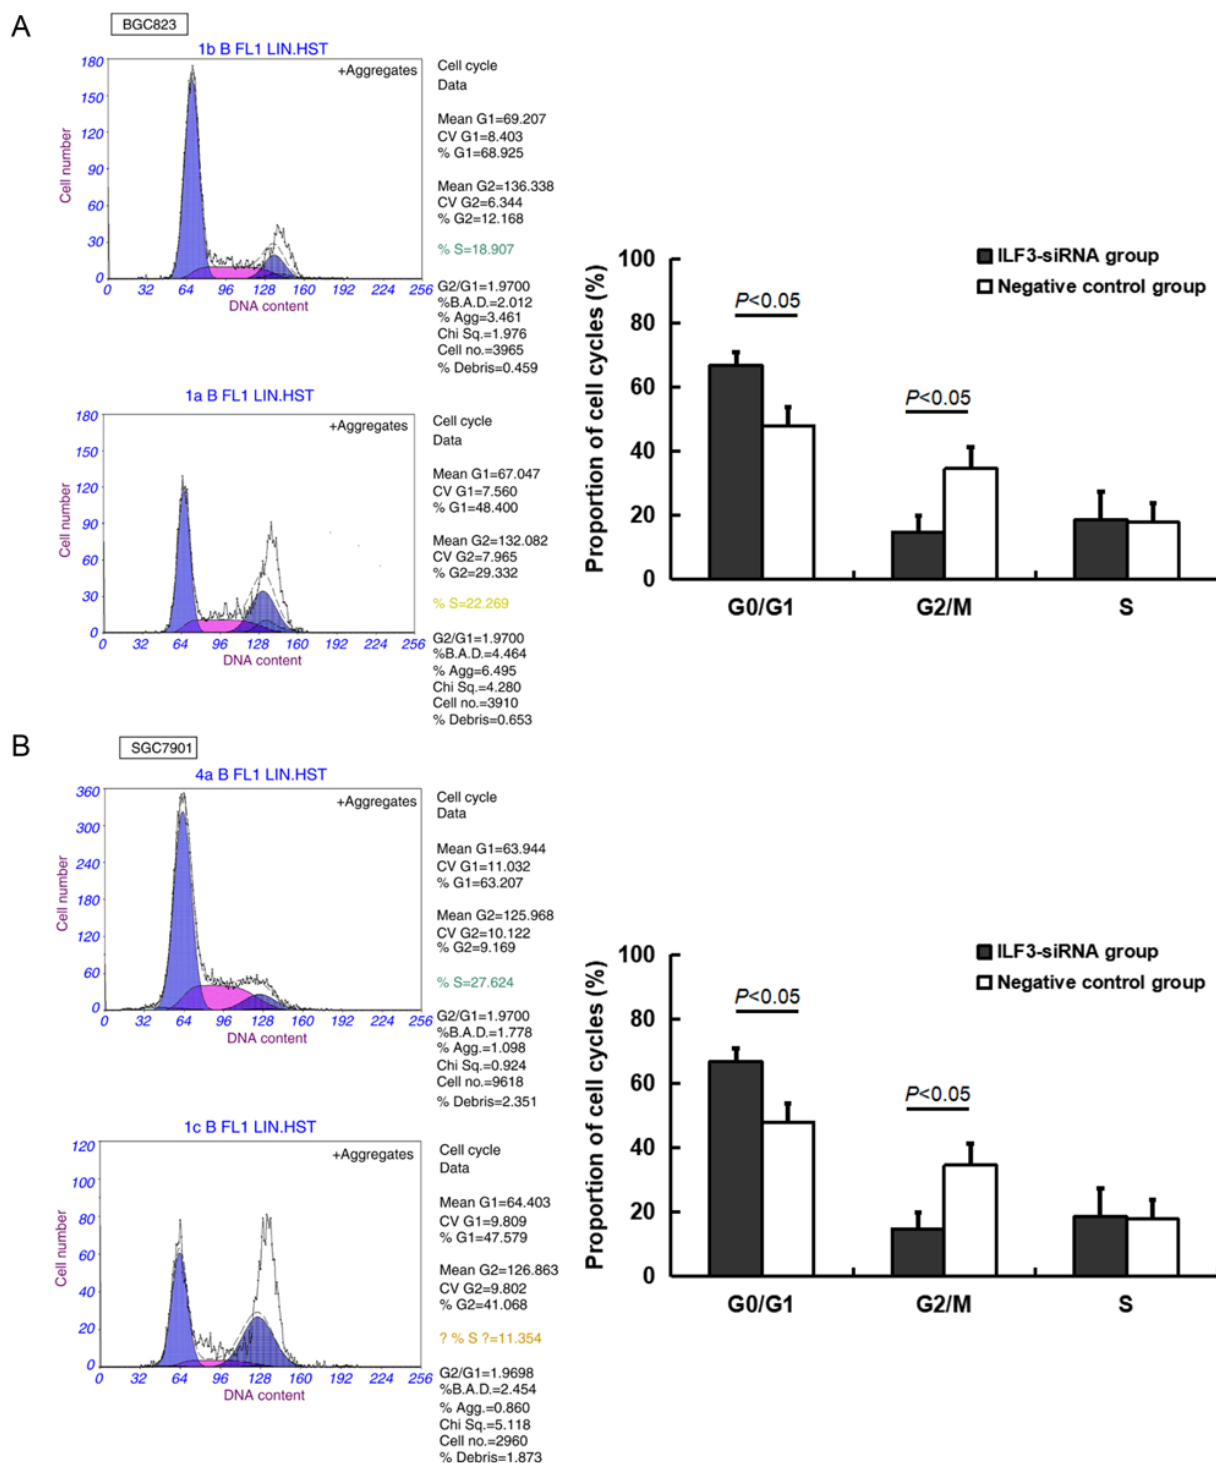 A
BGC823
1b B FL1 LIN.HST
180
150
120
90
60
30
0
Cell number
+Aggregates
0 32 64 96 128 160 192 224 256
DNA content
Cell cycle
Data
Mean G1=69.207
CV G1=8.403
% G1=68.925
Mean G2=136.338
CV G2=6.344
% G2=12.168
% S=18.907
G2/G1=1.9700
%B.A.D.=2.012
% Agg=3.461
Chi Sq.=1.976
Cell no.=3965
% Debris=0.459
1a B FL1 LIN.HST
180
150
120
90
60
30
0
Cell number
+Aggregates
0 32 64 96 128 160 192 224 256
DNA content
Cell cycle
Data
Mean G1=67.047
CV G1=7.560
% G1=48.400
Mean G2=132.082
CV G2=7.965
% G2=29.332
% S=22.269
G2/G1=1.9700
%B.A.D.=4.464
% Agg=6.495
Chi Sq.=4.280
Cell no.=3910
% Debris=0.653
Proportion of cell cycles (%)
100
80
60
40
20
0
ILF3-siRNA group
Negative control group
P<0.05
P<0.05
G0/G1 G2/M S
B
SGC7901
4a B FL1 LIN.HST
360
300
240
180
120
60
0
Cell number
+Aggregates
0 32 64 96 128 160 192 224 256
DNA content
Cell cycle
Data
Mean G1=63.944
CV G1=11.032
% G1=63.207
Mean G2=125.968
CV G2=10.122
% G2=9.169
% S=27.624
G2/G1=1.9700
%B.A.D.=1.778
% Agg.=1.098
Chi Sq.=0.924
Cell no.=9618
% Debris=2.351
1c B FL1 LIN.HST
120
100
80
60
40
20
0
Cell number
+Aggregates
0 32 64 96 128 160 192 224 256
DNA content
Cell cycle
Data
Mean G1=64.403
CV G1=9.809
% G1=47.579
Mean G2=126.863
CV G2=9.802
% G2=41.068
? % S ?=11.354
G2/G1=1.9698
%B.A.D.=2.454
% Agg.=0.860
Chi Sq.=5.118
Cell no.=2960
% Debris=1.873
Proportion of cell cycles (%)
100
80
60
40
20
0
ILF3-siRNA group
Negative control group
P<0.05
P<0.05
G0/G1 G2/M S